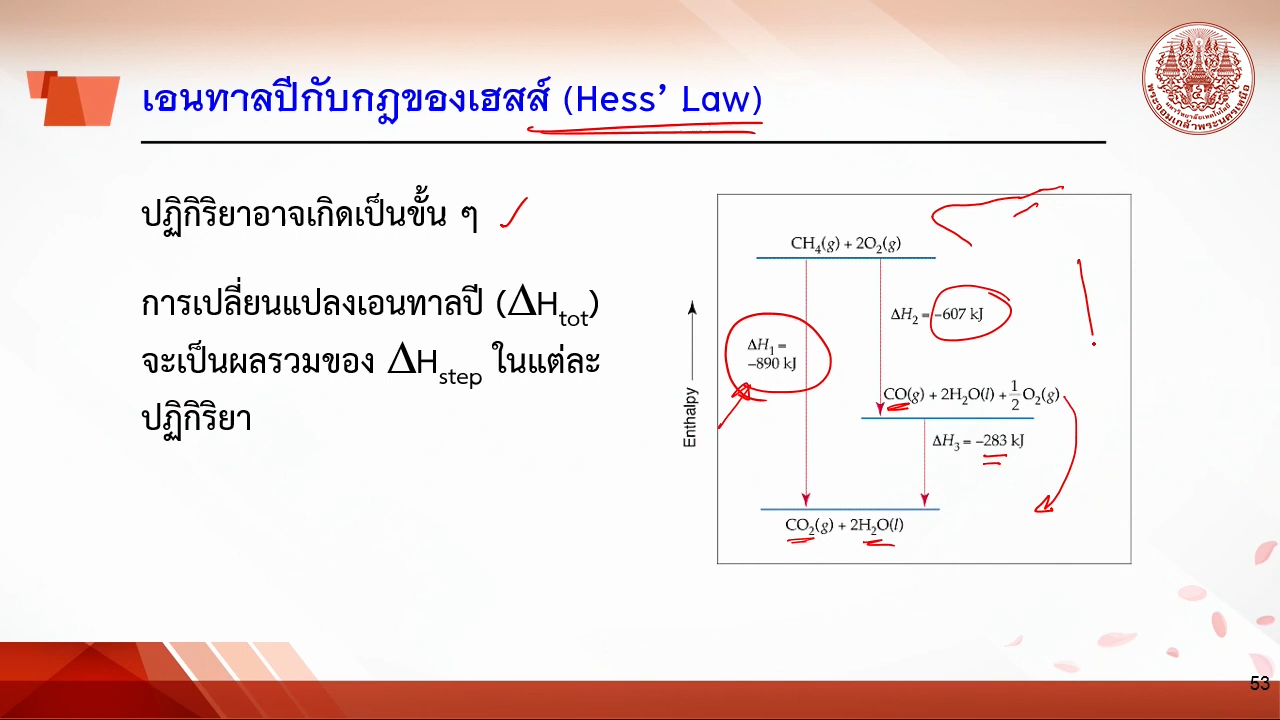 เอนทาลปีกับกฎของเฮสส์ (Hess' Law)
ปฏิกิริยาอาจเกิดเป็นขั้น ๆ
การเปลี่ยนแปลงเอนทาลปี (ΔHtot)
จะเป็นผลรวมของ ΔHstep ในแต่ละ
ปฏิกิริยา
CH4(g) + 2O2(g)
ΔH2 = −607 kJ
ΔH1 =
−890 kJ
CO(g) + 2H2O(l) + 1/2 O2(g)
Enthalpy
ΔH3 = −283 kJ
CO2(g) + 2H2O(l)
53